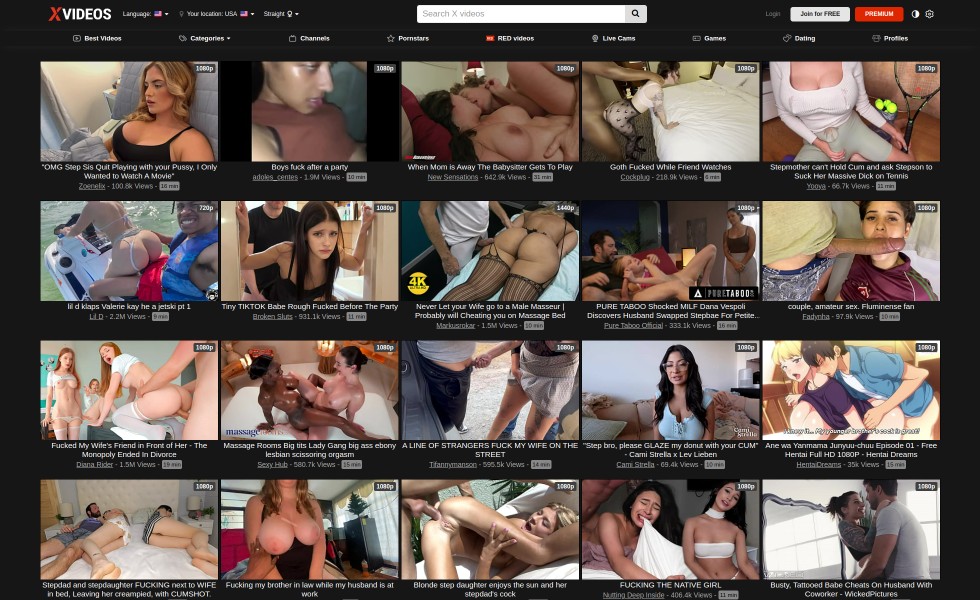 XVIDEOS
Language:
Your location: USA
Straight
Search X videos
Login
Join for FREE
PREMIUM
Best Videos
Categories
Channels
Pornstars
RED videos
Live Cams
Games
Dating
Profiles
1080p
1080p
1080p
1080p
1080p
"OMG Step Sis Quit Playing with your Pussy, I Only
Wanted to Watch A Movie"
Zoenelix - 100.8k Views - 10 min
Boys fuck after a party
adoles_centes - 1.9M Views - 10 min
When Mom is Away The Babysitter Gets To Play
New Sensations - 642.9k Views - 31 min
Goth Fucked While Friend Watches
Cockplug - 218.9k Views - 6 min
Stepmother can't Hold Cum and ask Stepson to
Suck Her Massive Dick on Tennis
Yoova - 66.7k Views - 11 min
720p
1080p
1440p
1080p
1080p
4K
PURETABOO
lil d klaps Valerie kay he a jetski pt 1
Lil D - 2.2M Views - 9 min
Tiny TIKTOK Babe Rough Fucked Before The Party
Broken Sluts - 931.1k Views - 11 min
Never Let your Wife go to a Male Masseur |
Probably will Cheating you on Massage Bed
Markusrokar - 1.5M Views - 10 min
PURE TABOO Shocked MILF Dana Vespoli
Discovers Husband Swapped Stepbae For Petite..
Pure Taboo Official - 333.1k Views - 16 min
couple, amateur sex. Fluminense fan
Fadynha - 97.9k Views - 10 min
1080p
1080p
1080p
1080p
1080p
Fucked My Wife's Friend in Front of Her - The
Monopoly Ended In Divorce
Diana Rider - 1.5M Views - 19 min
Massage Rooms Big tits Lady Gang big ass ebony
lesbian scissoring orgasm
Sexy Hub - 580.7k Views - 15 min
A LINE OF STRANGERS FUCK MY WIFE ON THE
STREET
Tifannymanson - 595.5k Views - 14 min
"Step bro, please GLAZE my donut with your CUM"
- Cami Strella x Lev Lieben
Cami Strella - 69.4k Views - 10 min
Ane wa Yanmama Junyuu-chuu Episode 01 - Free
Hentai Full HD 1080P - Hentai Dreams
HentaiDreams - 35k Views - 15 min
1080p
1080p
1080p
1080p
1080p
Stepdad and stepdaughter FUCKING next to WIFE
in bed, Leaving her creampied, with CUMSHOT.
Fucking my brother in law while my husband is at
work
Blonde step daughter enjoys the sun and her
stepdad's cock
FUCKING THE NATIVE GIRL
Nutting Deep Inside - 406.4k Views - 11 min
Busty, Tattooed Babe Cheats On Husband With
Coworker - WickedPictures